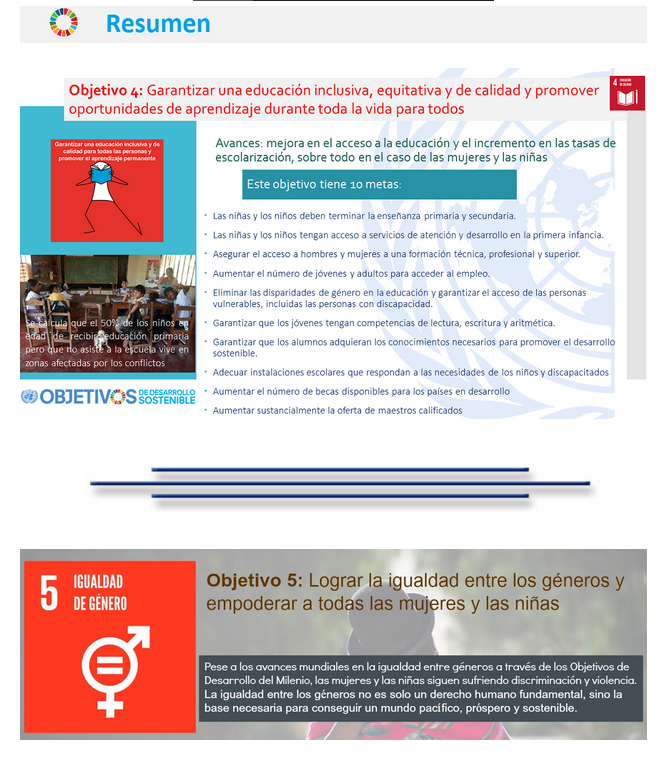 Resumen
Objetivo 4: Garantizar una educación inclusiva, equitativa y de calidad y promover
oportunidades de aprendizaje durante toda la vida para todos
4 EDUCACIÓN
DE CALIDAD
Garantizar una educación inclusiva y de
calidad para todas las personas y
promover el aprendizaje permanente
Se calcula que el 50% de los niños en
edad de recibir educación primaria
pero que no asiste a la escuela vive en
zonas afectadas por los conflictos
OBJETIVOS DE DESARROLLO
SOSTENIBLE
Avances: mejora en el acceso a la educación y el incremento en las tasas de
escolarización, sobre todo en el caso de las mujeres y las niñas
Este objetivo tiene 10 metas:
• Las niñas y los niños deben terminar la enseñanza primaria y secundaria.
• Las niñas y los niños tengan acceso a servicios de atención y desarrollo en la primera infancia.
• Asegurar el acceso a hombres y mujeres a una formación técnica, profesional y superior.
• Aumentar el número de jóvenes y adultos para acceder al empleo.
• Eliminar las disparidades de género en la educación y garantizar el acceso de las personas
vulnerables, incluidas las personas con discapacidad.
• Garantizar que los jóvenes tengan competencias de lectura, escritura y aritmética.
• Garantizar que los alumnos adquieran los conocimientos necesarios para promover el desarrollo
sostenible.
• Adecuar instalaciones escolares que respondan a las necesidades de los niños y discapacitados
• Aumentar el número de becas disponibles para los países en desarrollo
• Aumentar sustancialmente la oferta de maestros calificados
5 IGUALDAD
DE GÉNERO
Objetivo 5: Lograr la igualdad entre los géneros y
empoderar a todas las mujeres y las niñas
Pese a los avances mundiales en la igualdad entre géneros a través de los Objetivos de
Desarrollo del Milenio, las mujeres y las niñas siguen sufriendo discriminación y violencia.
La igualdad entre los géneros no es solo un derecho humano fundamental, sino la
base necesaria para conseguir un mundo pacífico, próspero y sostenible.